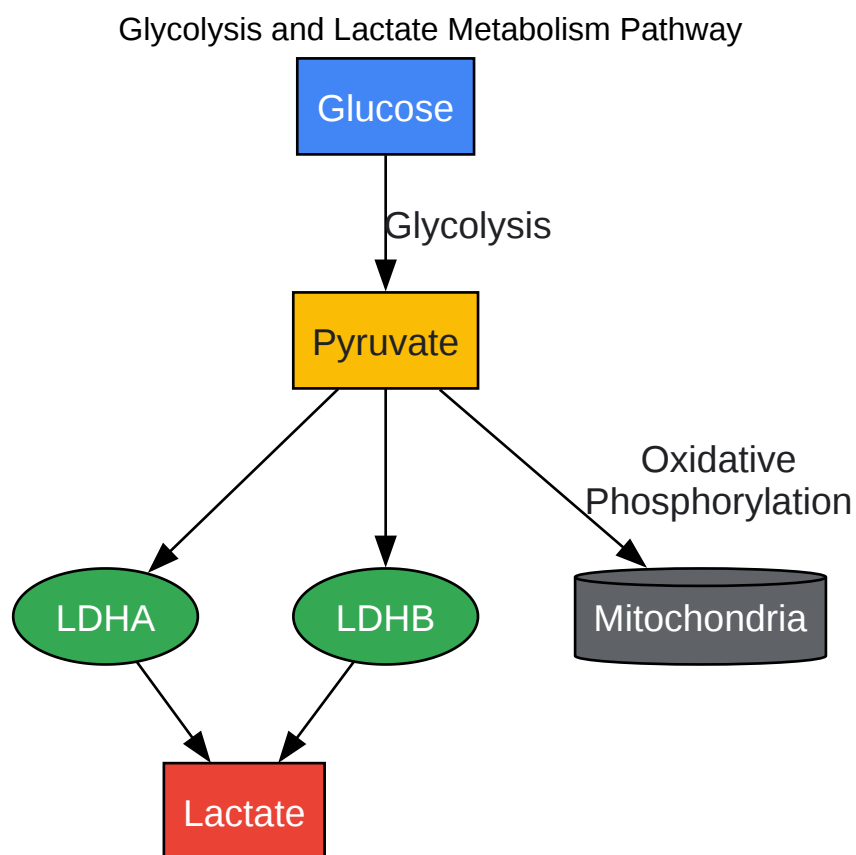 Glycolysis and Lactate Metabolism Pathway
Glucose
Glycolysis
Pyruvate
Oxidative
Phosphorylation
LDHA
LDHB
Mitochondria
Lactate